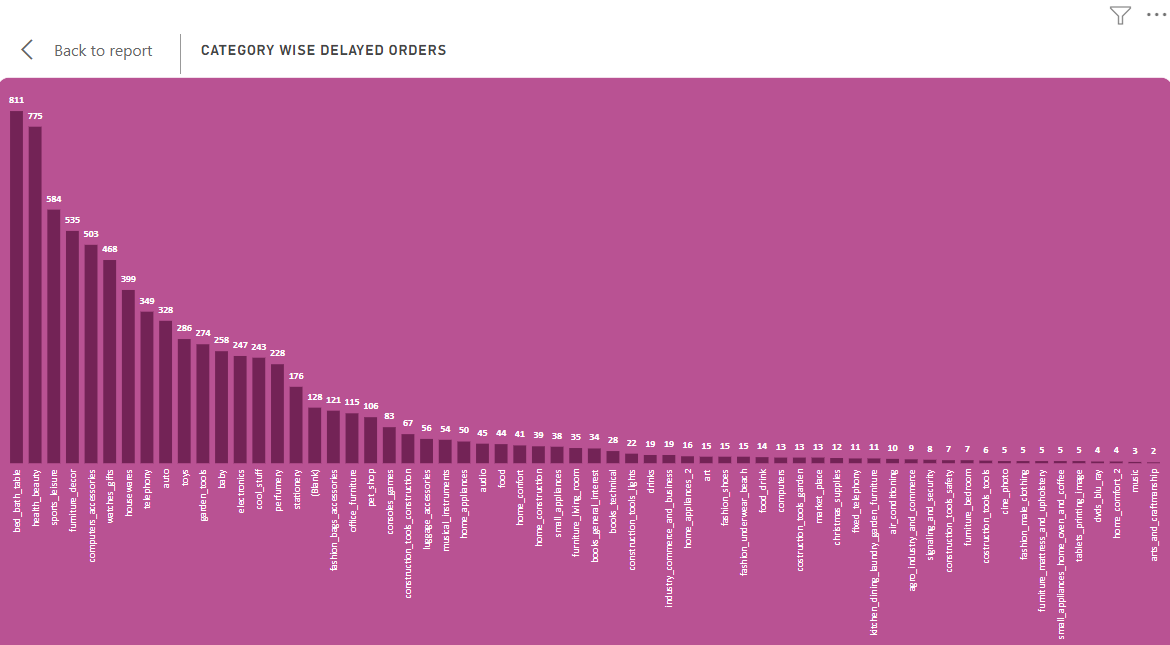 Back to report
CATEGORY WISE DELAYED ORDERS
811
775
584
535
503
468
399
349
328
286
274
258
247
243
228
176
128
121
115
106
83
67
56
54
50
45
44
41
39
38
35
34
28
22
19
19
16
15
15
15
14
13
13
13
12
11
11
10
9
8
7
7
6
5
5
5
5
5
4
4
3
2
bed_bath_table
health_beauty
sports_leisure
furniture_decor
computers_accessories
watches_gifts
housewares
telephony
auto
toys
garden_tools
baby
electronics
cool_stuff
perfumery
stationery
(Blank)
fashion_bags_accessories
office_furniture
pet_shop
consoles_games
construction_tools_construction
luggage_accessories
musical_instruments
home_appliances
audio
food
home_confort
home_construction
small_appliances
furniture_living_room
books_general_interest
books_technical
construction_tools_lights
drinks
industry_commerce_and_business
home_appliances_2
art
fashion_shoes
fashion_underwear_beach
food_drink
computers
costruction_tools_garden
market_place
christmas_supplies
fixed_telephony
kitchen_dining_laundry_garden_furniture
air_conditioning
agro_industry_and_commerce
signaling_and_security
construction_tools_safety
furniture_bedroom
costruction_tools_tools
cine_photo
fashion_male_clothing
furniture_mattress_and_upholstery
small_appliances_home_oven_and_coffee
tablets_printing_image
dvds_blu_ray
home_comfort_2
music
arts_and_craftmanship